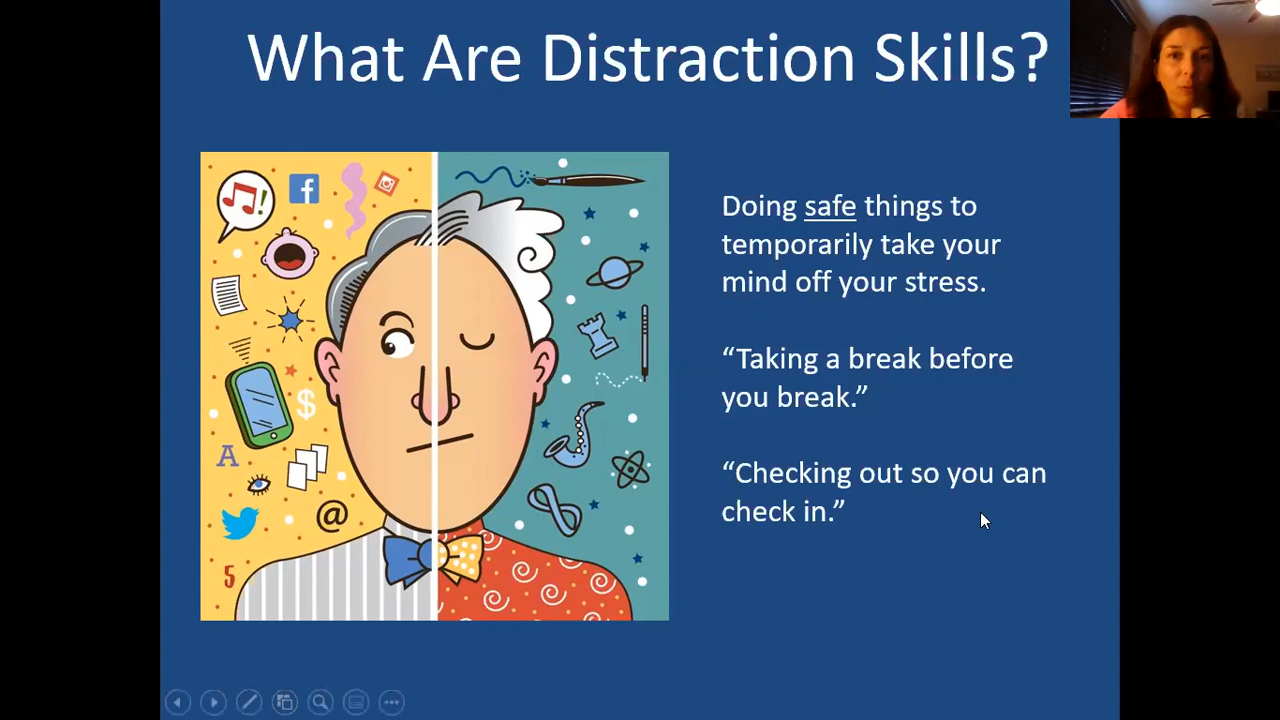 What Are Distraction Skills?
f
Doing safe things to
temporarily take your
mind off your stress.
$
“Taking a break before
you break.”
A
“Checking out so you can
check in.”
@
5